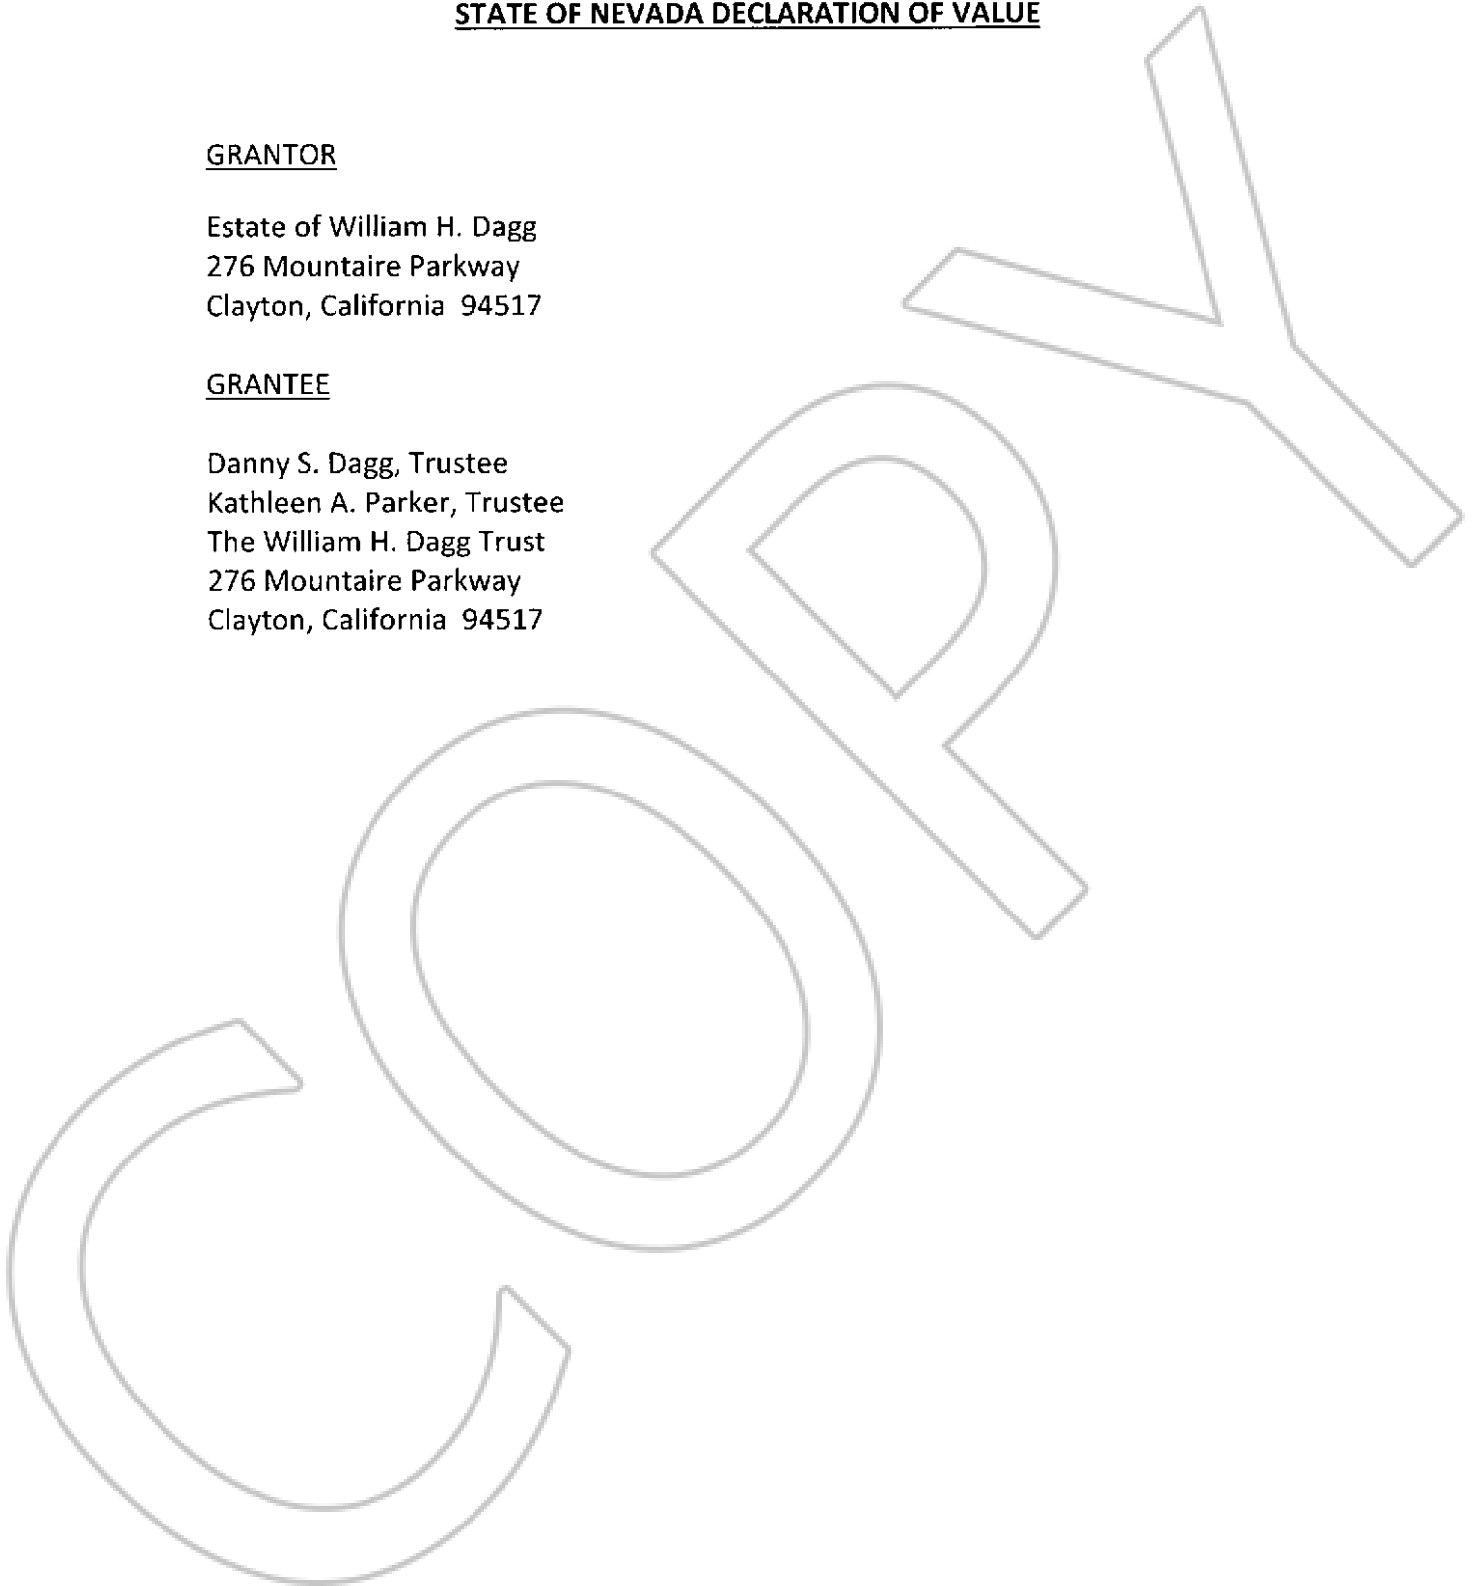 STATE OF NEVADA DECLARATION OF VALUE
GRANTOR
Estate of William H. Dagg
276 Mountaire Parkway
Clayton, California  94517
GRANTEE
Danny S. Dagg, Trustee
Kathleen A. Parker, Trustee
The William H. Dagg Trust
276 Mountaire Parkway
Clayton, California  94517
COPY